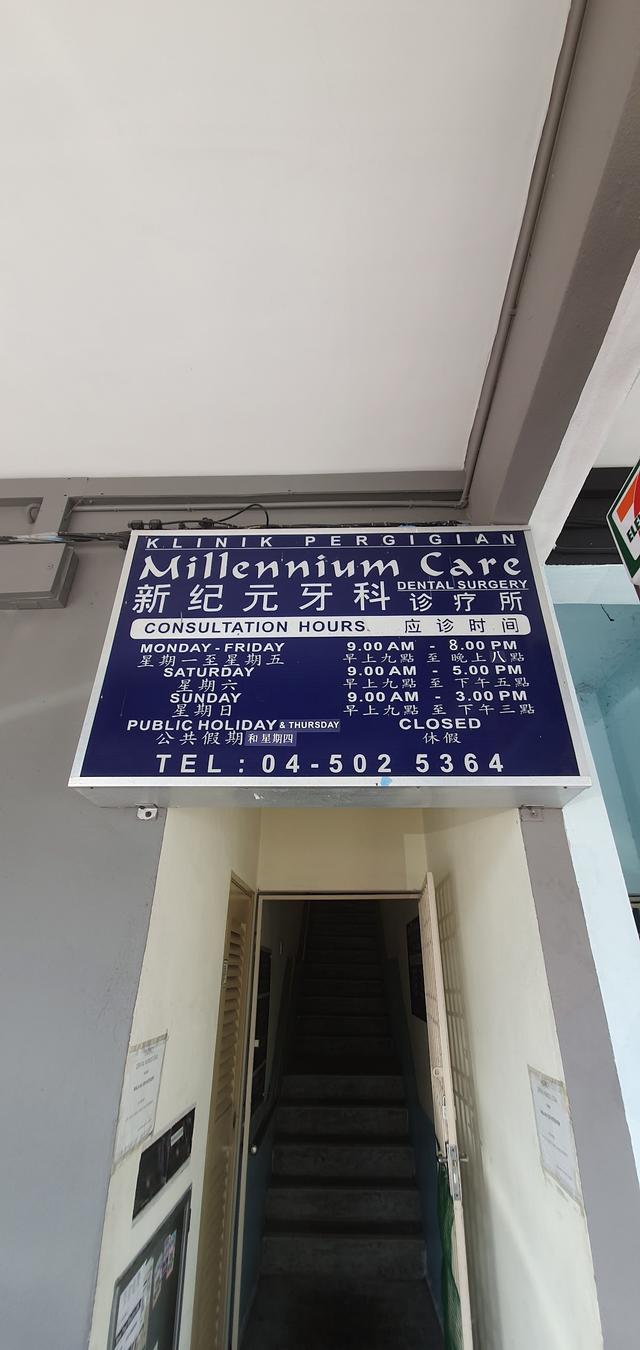 KLINIK PERGIGIAN
Millennium Care
新纪元牙科 DENTAL SURGERY 诊疗所
CONSULTATION HOURS 应诊时间
MONDAY - FRIDAY 9.00 AM - 8.00 PM
星期一至星期五 早上九點 至 晚上八點
SATURDAY 9.00 AM - 5.00 PM
星期六 早上九點 至 下午五點
SUNDAY 9.00 AM - 3.00 PM
星期日 早上九點 至 下午三點
PUBLIC HOLIDAY & THURSDAY CLOSED
公共假期 和星期四 休假
TEL : 04-502 5364